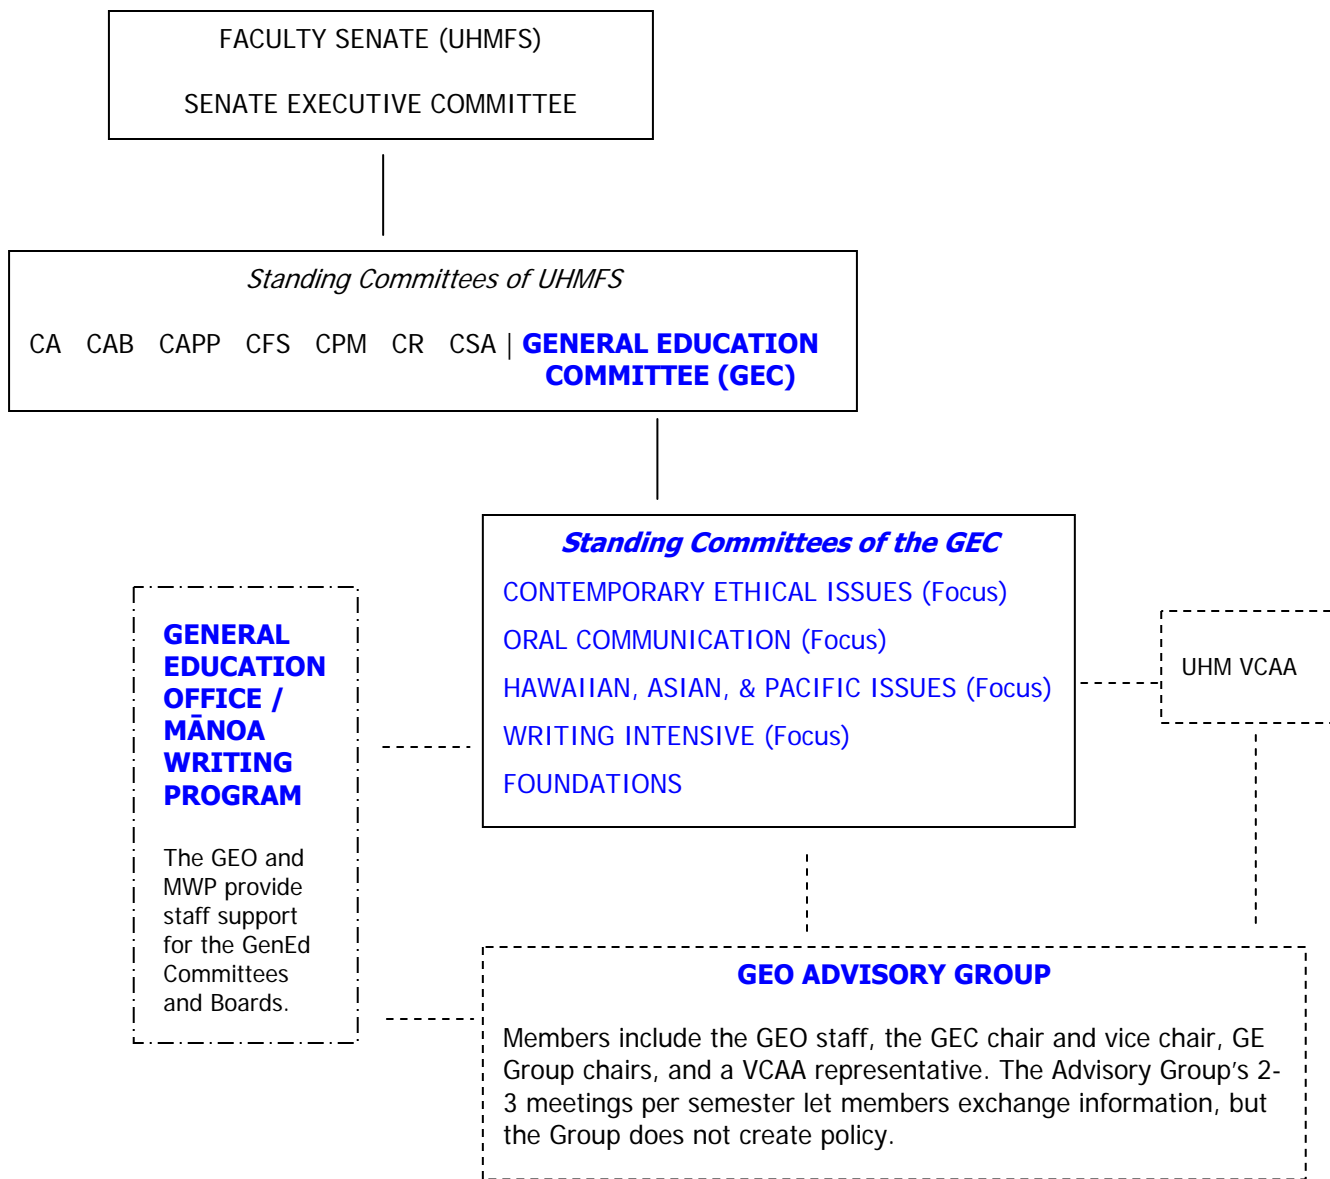 FACULTY SENATE (UHMFS)
SENATE EXECUTIVE COMMITTEE
Standing Committees of UHMFS
CA CAB CAPP CFS CPM CR CSA | GENERAL EDUCATION
COMMITTEE (GEC)
Standing Committees of the GEC
CONTEMPORARY ETHICAL ISSUES (Focus)
ORAL COMMUNICATION (Focus)
HAWAIIAN, ASIAN, & PACIFIC ISSUES (Focus)
WRITING INTENSIVE (Focus)
FOUNDATIONS
GENERAL
EDUCATION
OFFICE /
MĀNOA
WRITING
PROGRAM
The GEO and
MWP provide
staff support
for the GenEd
Committees
and Boards.
UHM VCAA
GEO ADVISORY GROUP
Members include the GEO staff, the GEC chair and vice chair, GE
Group chairs, and a VCAA representative. The Advisory Group's 2-
3 meetings per semester let members exchange information, but
the Group does not create policy.